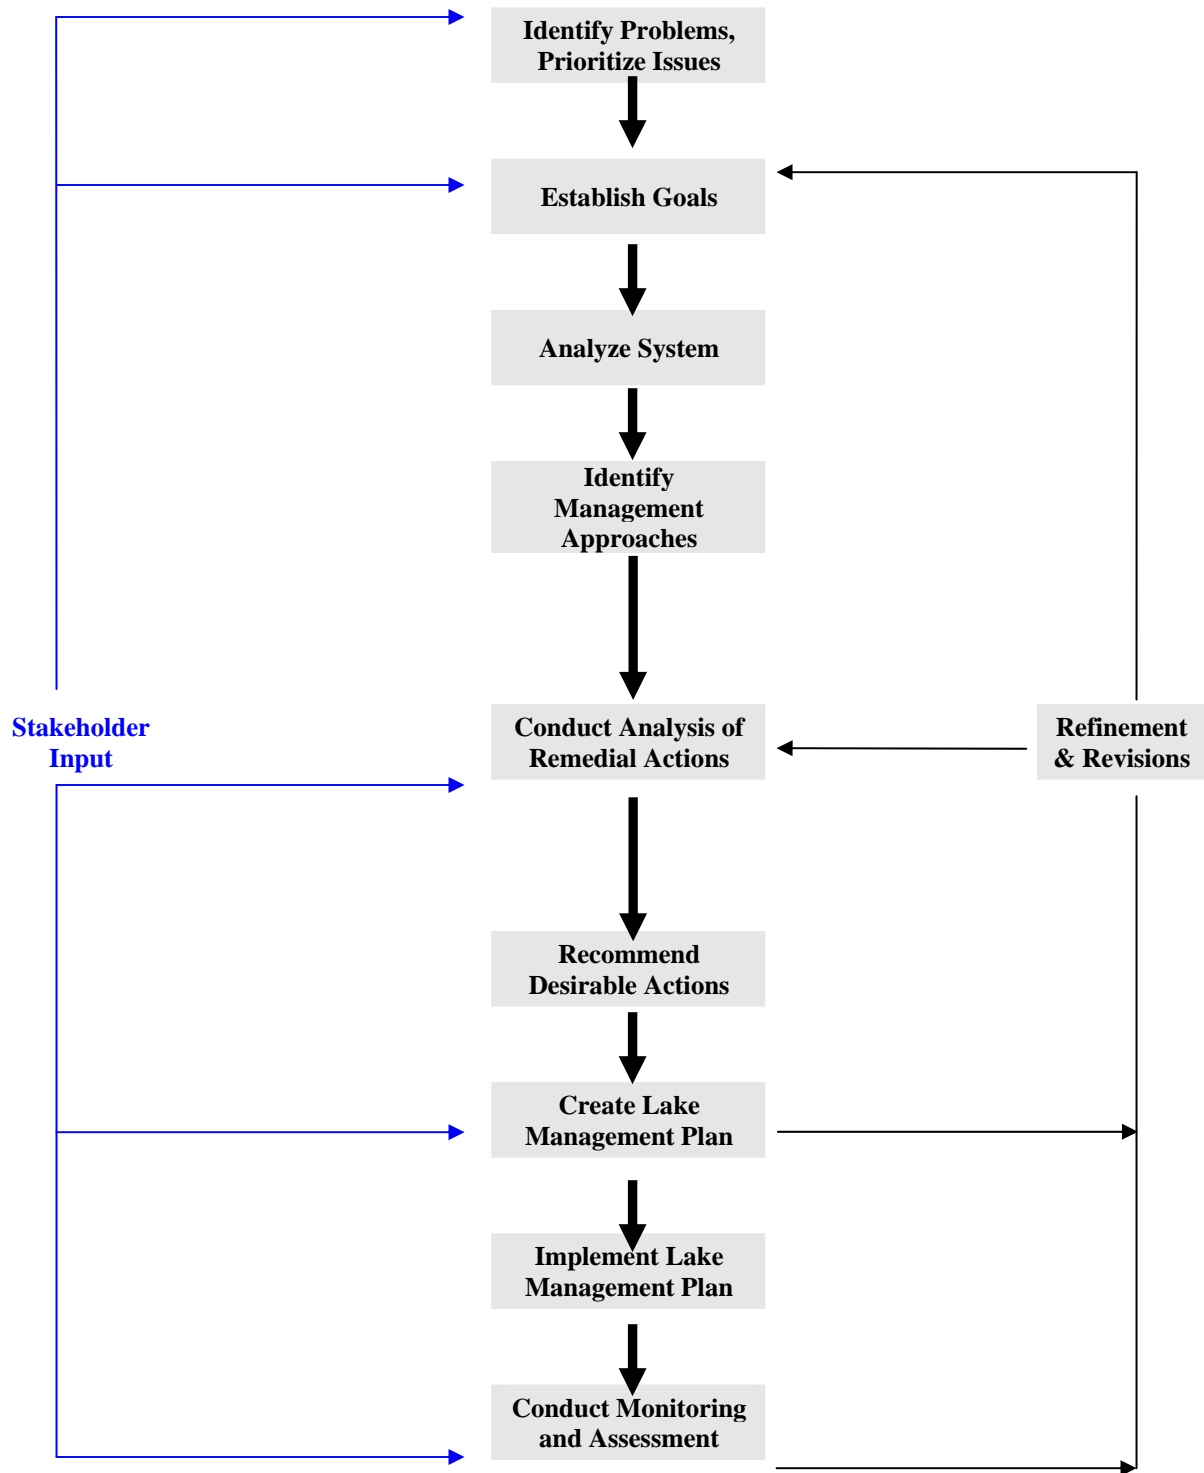 Identify Problems,
Prioritize Issues
Establish Goals
Analyze System
Identify
Management
Approaches
Stakeholder
Input
Conduct Analysis of
Remedial Actions
Refinement
& Revisions
Recommend
Desirable Actions
Create Lake
Management Plan
Implement Lake
Management Plan
Conduct Monitoring
and Assessment